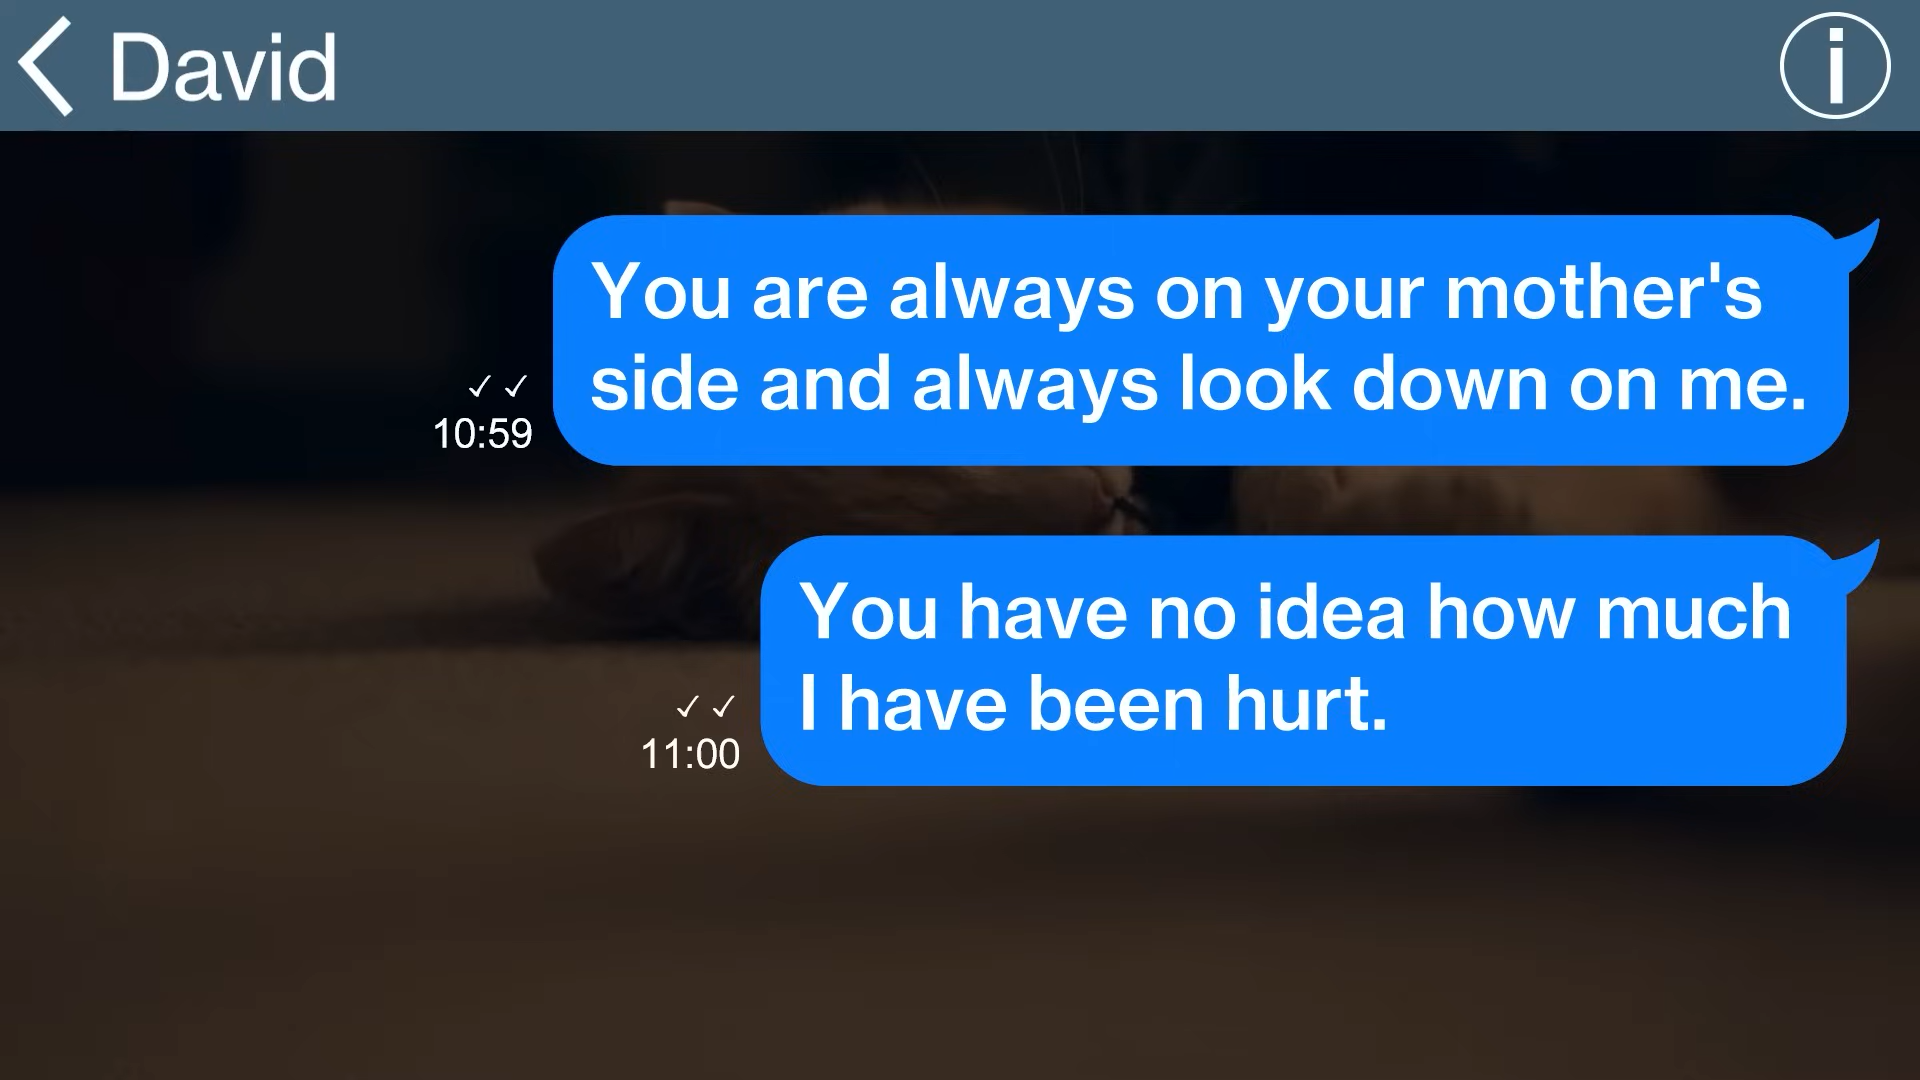 David
You are always on your mother's
side and always look down on me.
✓ ✓
10:59
You have no idea how much
I have been hurt.
✓ ✓
11:00